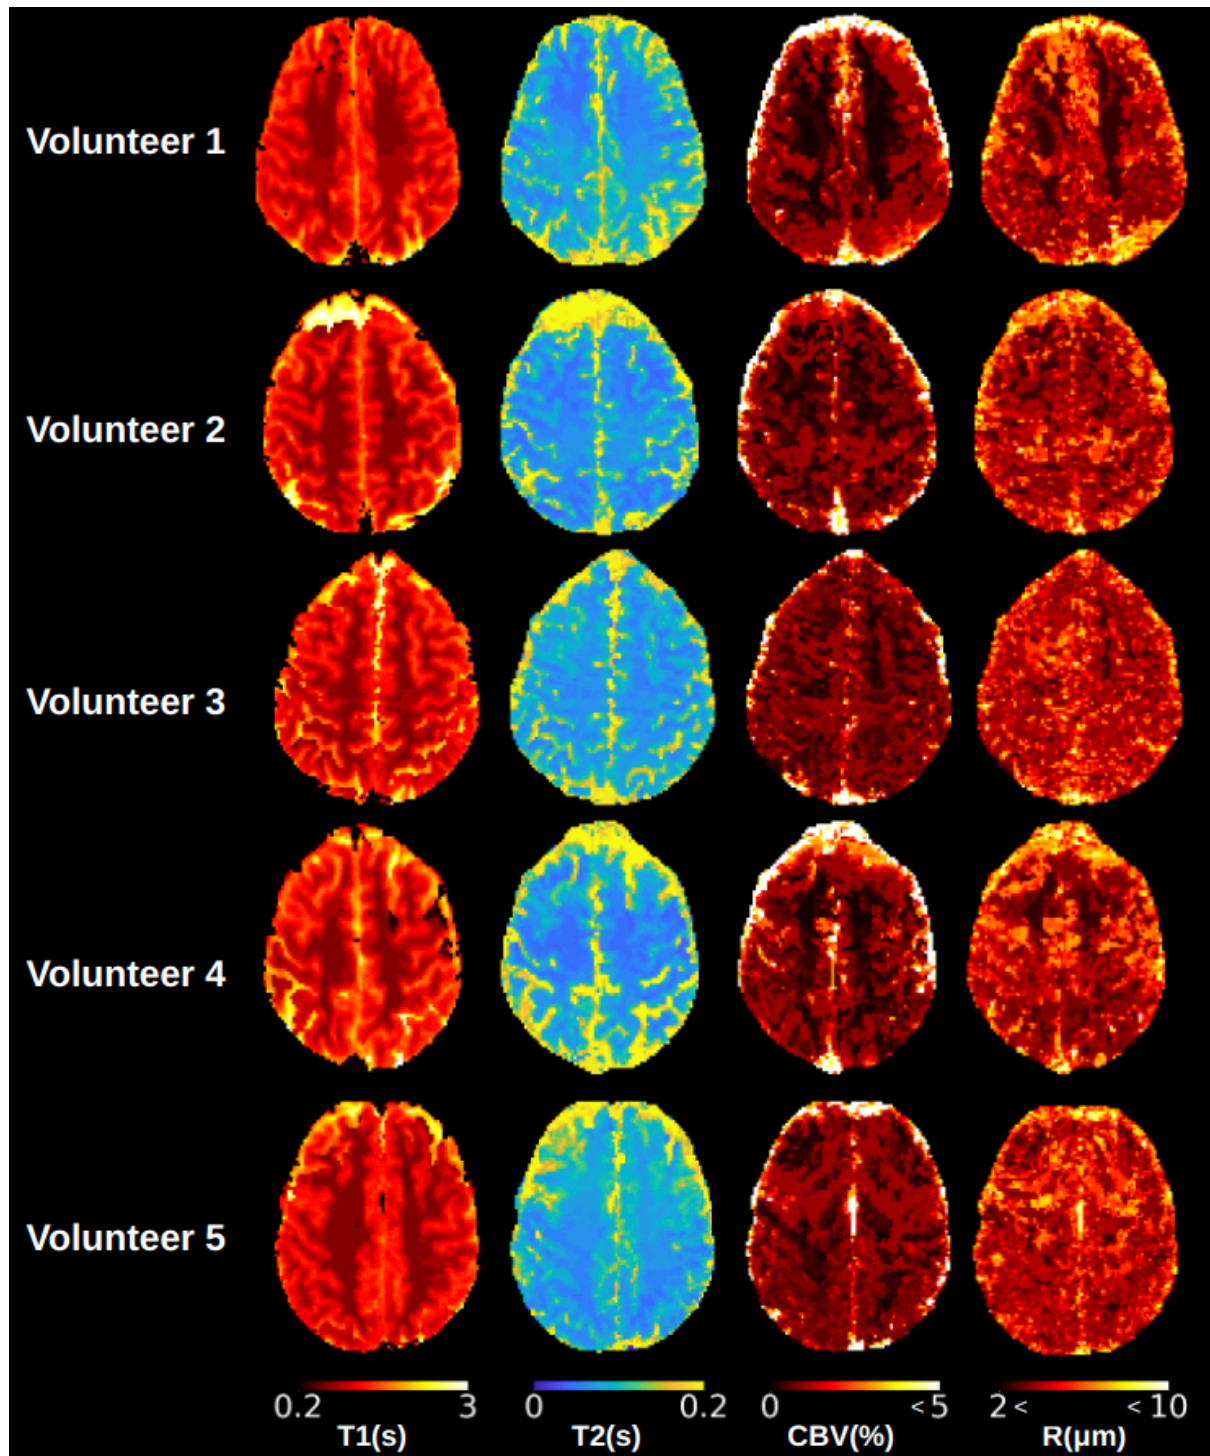 Volunteer 1
Volunteer 2
Volunteer 3
Volunteer 4
Volunteer 5
0.2 3 0 0.2 0 <5 2< <10
T1(s) T2(s) CBV(%) R(μm)